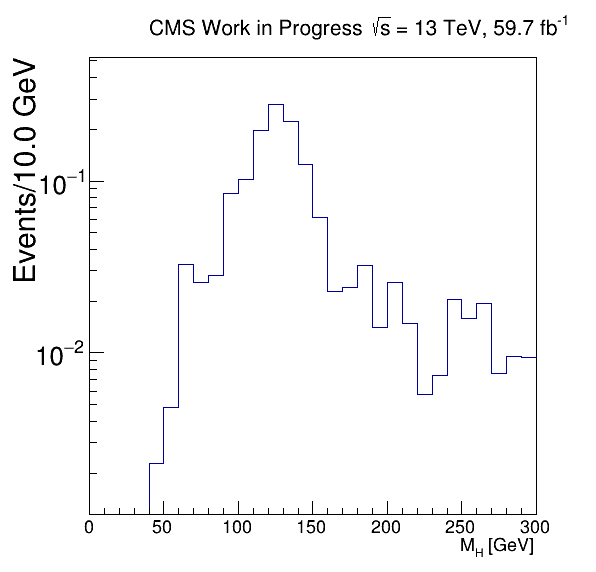 CMS Work in Progress √s = 13 TeV, 59.7 fb⁻¹
Events/10.0 GeV
10⁻¹
10⁻²
0 50 100 150 200 250 300
M_H [GeV]